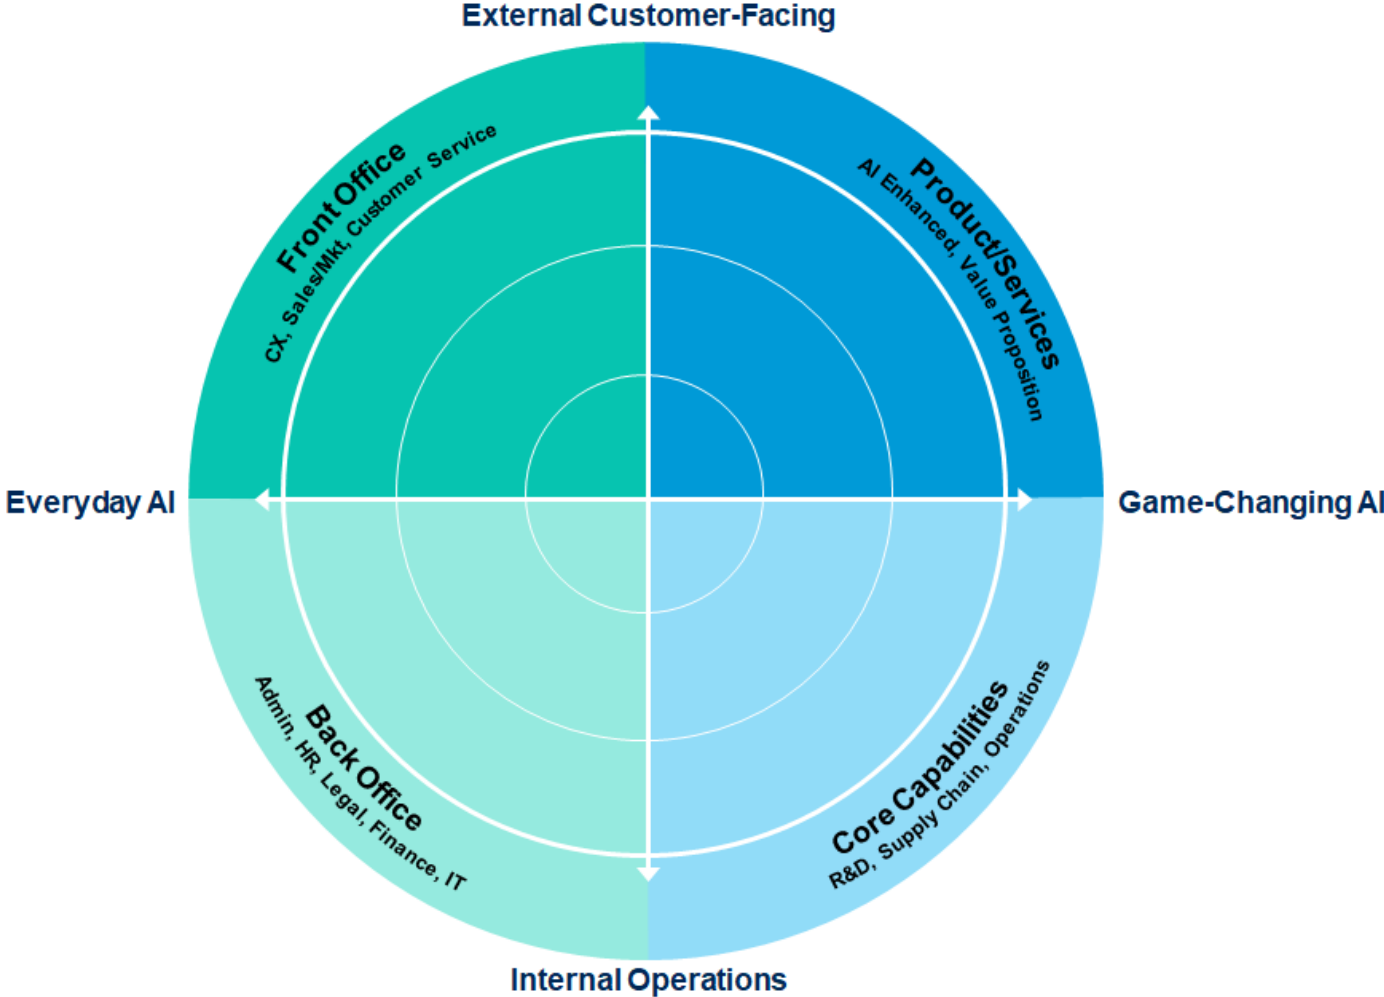 External Customer-Facing
Front Office
CX, Sales/Mkt, Customer Service
Product/Services
AI Enhanced, Value Proposition
Everyday AI
Game-Changing AI
Back Office
Admin, HR, Legal, Finance, IT
Core Capabilities
R&D, Supply Chain, Operations
Internal Operations